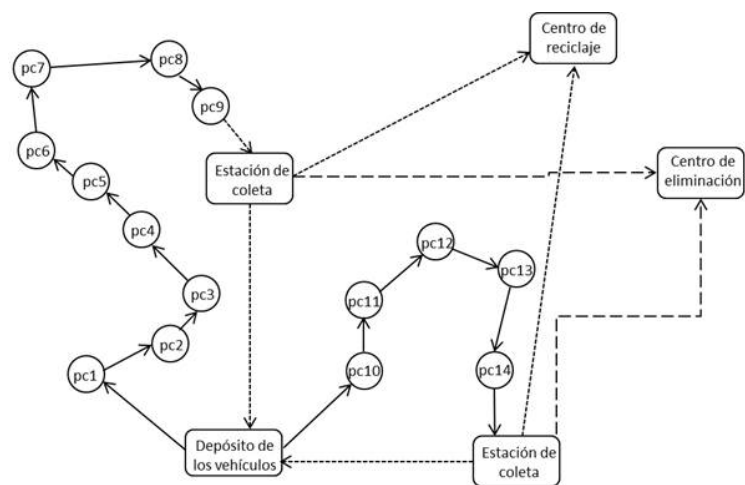 Centro de
reciclaje
pc8
pc7
pc9
pc6
Estación de
coleta
Centro de
eliminación
pc5
pc4
pc12
pc13
pc3
pc11
pc2
pc1
pc10
pc14
Depósito de
los vehículos
Estación de
coleta